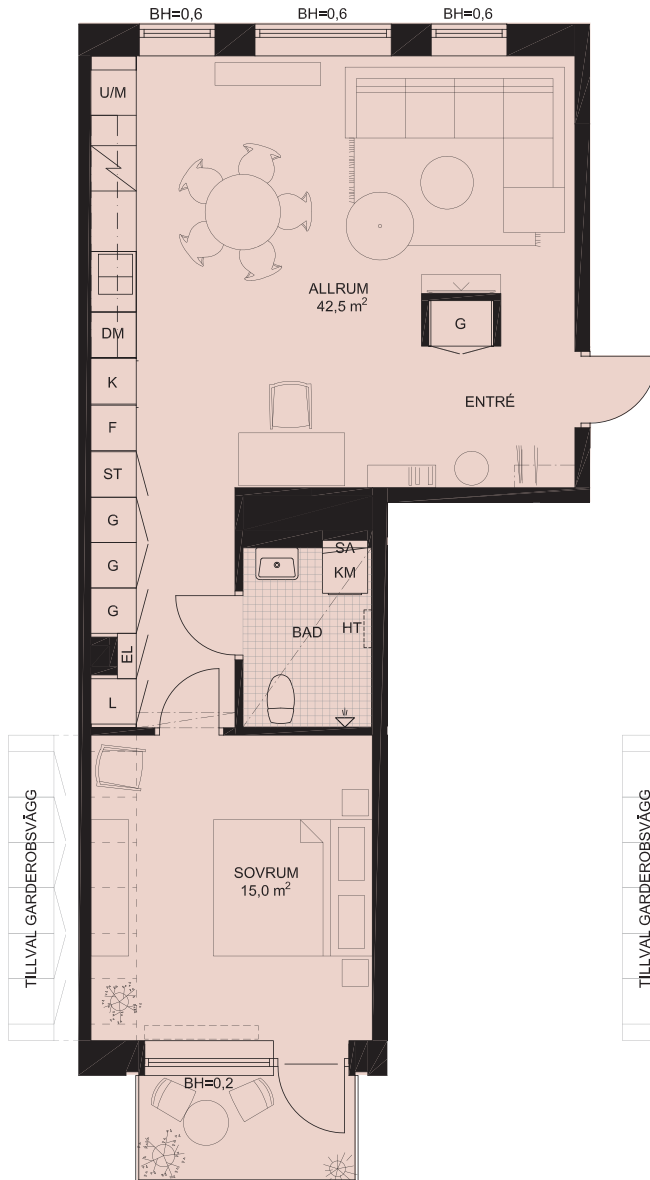 BH=0,6 BH=0,6 BH=0,6
U/M
ALLRUM
42,5 m²
G
DM
K
ENTRÉ
F
ST
G
SA
G
KM
G
BAD
HT
EL
L
TILLVAL GARDEROBSVÄGG
SOVRUM
15,0 m²
TILLVAL GARDEROBSVÄGG
BH=0,2